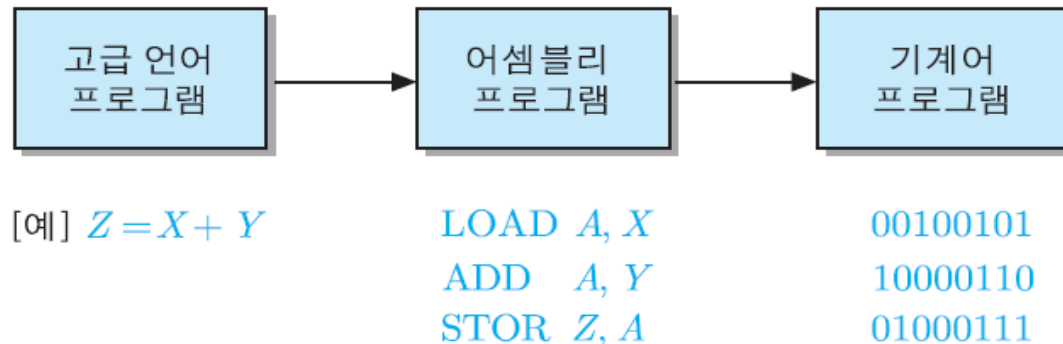 고급 언어
프로그램
어셈블리
프로그램
기계어
프로그램
[예] Z = X + Y
LOAD A, X
ADD A, Y
STOR Z, A
00100101
10000110
01000111